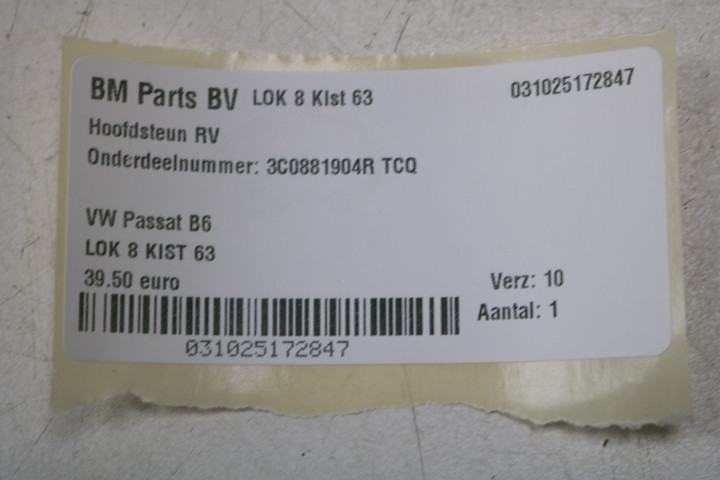 BM Parts BV LOK 8 KIst 63 031025172847
Hoofdsteun RV
Onderdeelnummer: 3C0881904R TCQ
VW Passat B6
LOK 8 KIST 63
39.50 euro Verz: 10
Aantal: 1
031025172847